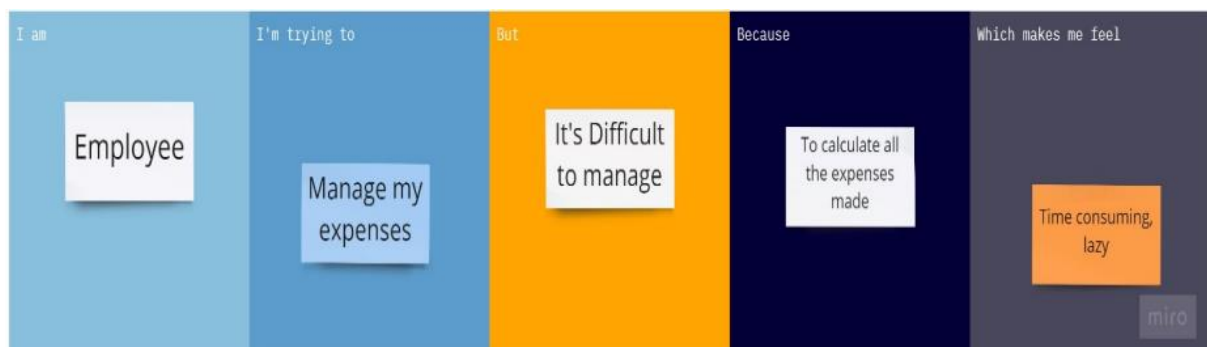 I am
Employee
I'm trying to
Manage my
expenses
But
It's Difficult
to manage
Because
To calculate all
the expenses
made
Which makes me feel
Time consuming,
lazy
miro